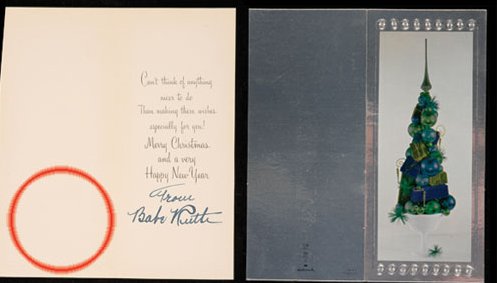 Can't think of anything
nicer to do
Than making these wishes
especially for you!
Merry Christmas
and a very
Happy New Year
From
Babe Ruth